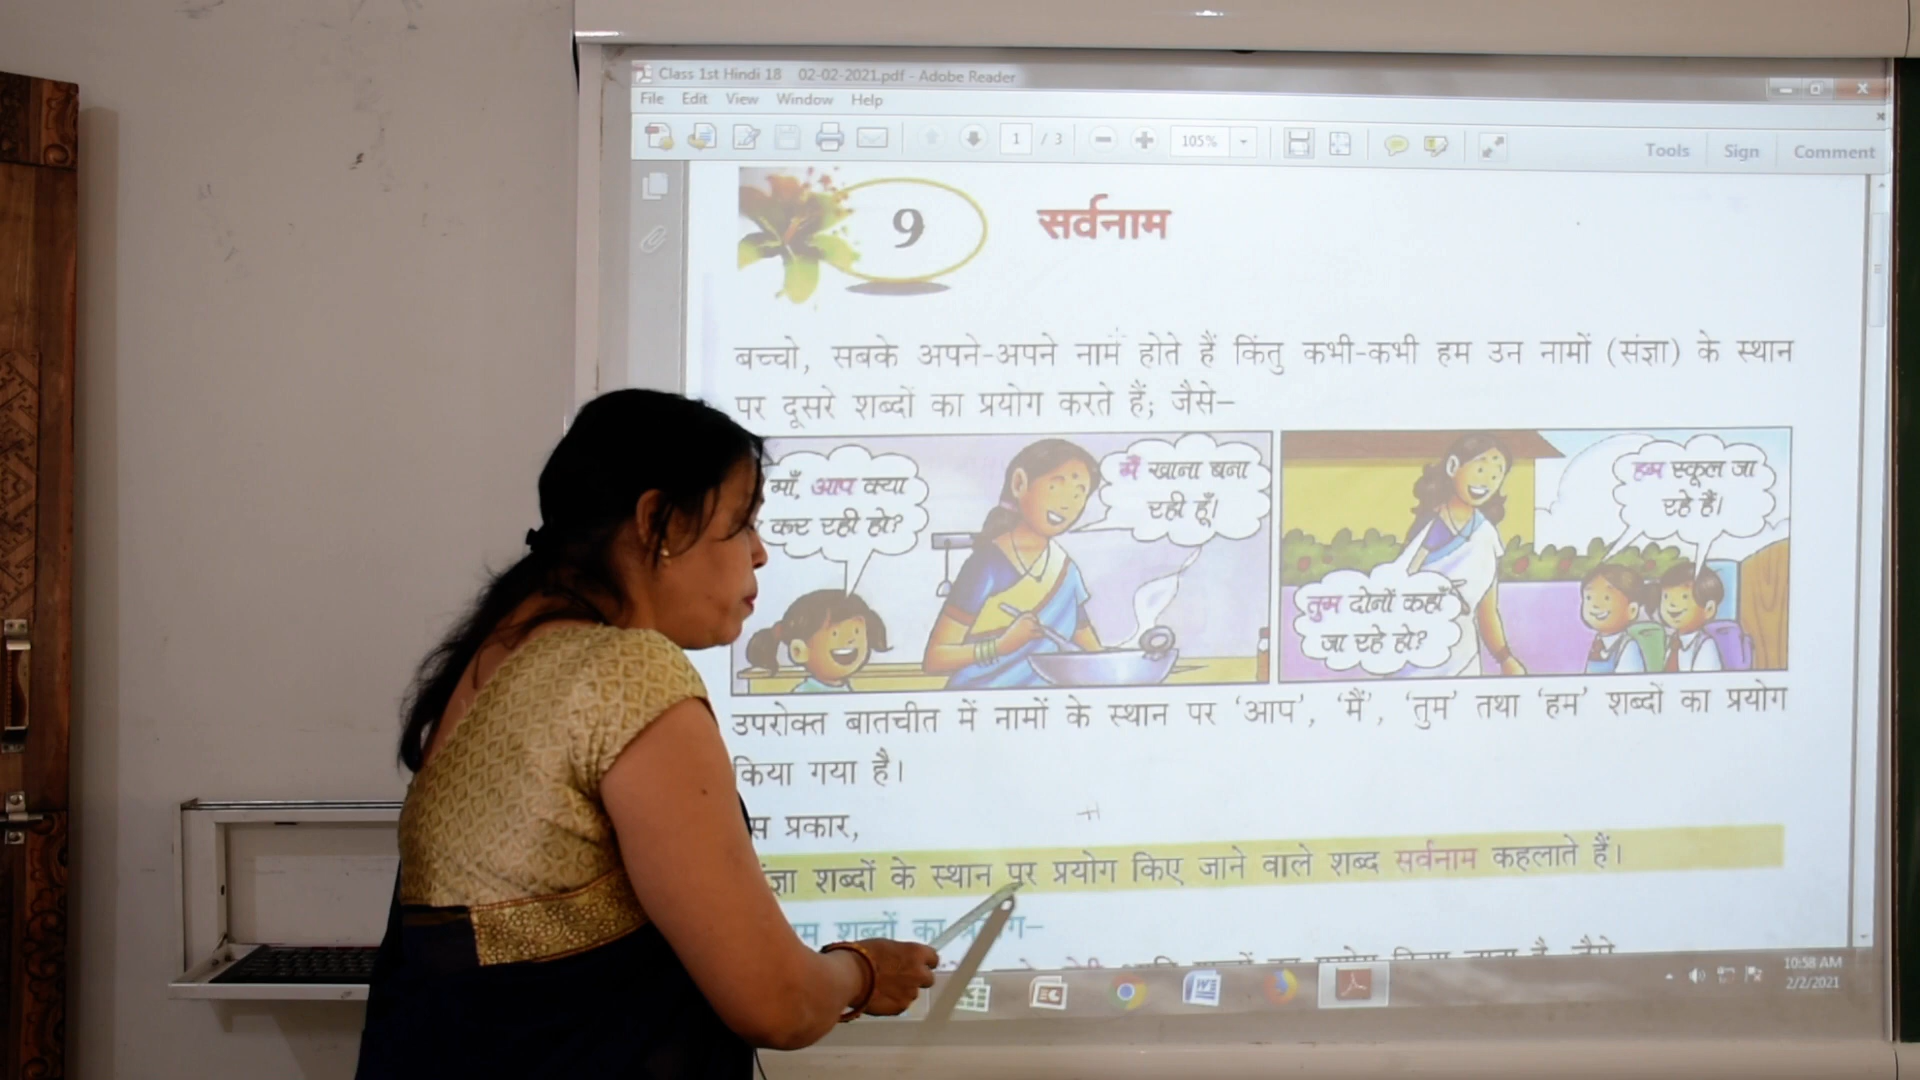 Class 1st Hindi 18 02-02-2021.pdf - Adobe Reader
File Edit View Window Help
1 / 3 105% Tools Sign Comment
9 सर्वनाम
बच्चो, सबके अपने-अपने नाम होते हैं किंतु कभी-कभी हम उन नामों (संज्ञा) के स्थान
पर दूसरे शब्दों का प्रयोग करते हैं; जैसे–
माँ, आप क्या
कर रही हो?
मैं खाना बना
रही हूँ।
तुम दोनों कहाँ
जा रहे हो?
हम स्कूल जा
रहे हैं।
उपरोक्त बातचीत में नामों के स्थान पर ‘आप’, ‘मैं’, ‘तुम’ तथा ‘हम’ शब्दों का प्रयोग
किया गया है।
प्रकार,
शब्दों के स्थान पर प्रयोग किए जाने वाले शब्द सर्वनाम कहलाते हैं।
शब्दों का
10:58 AM
2/2/2021